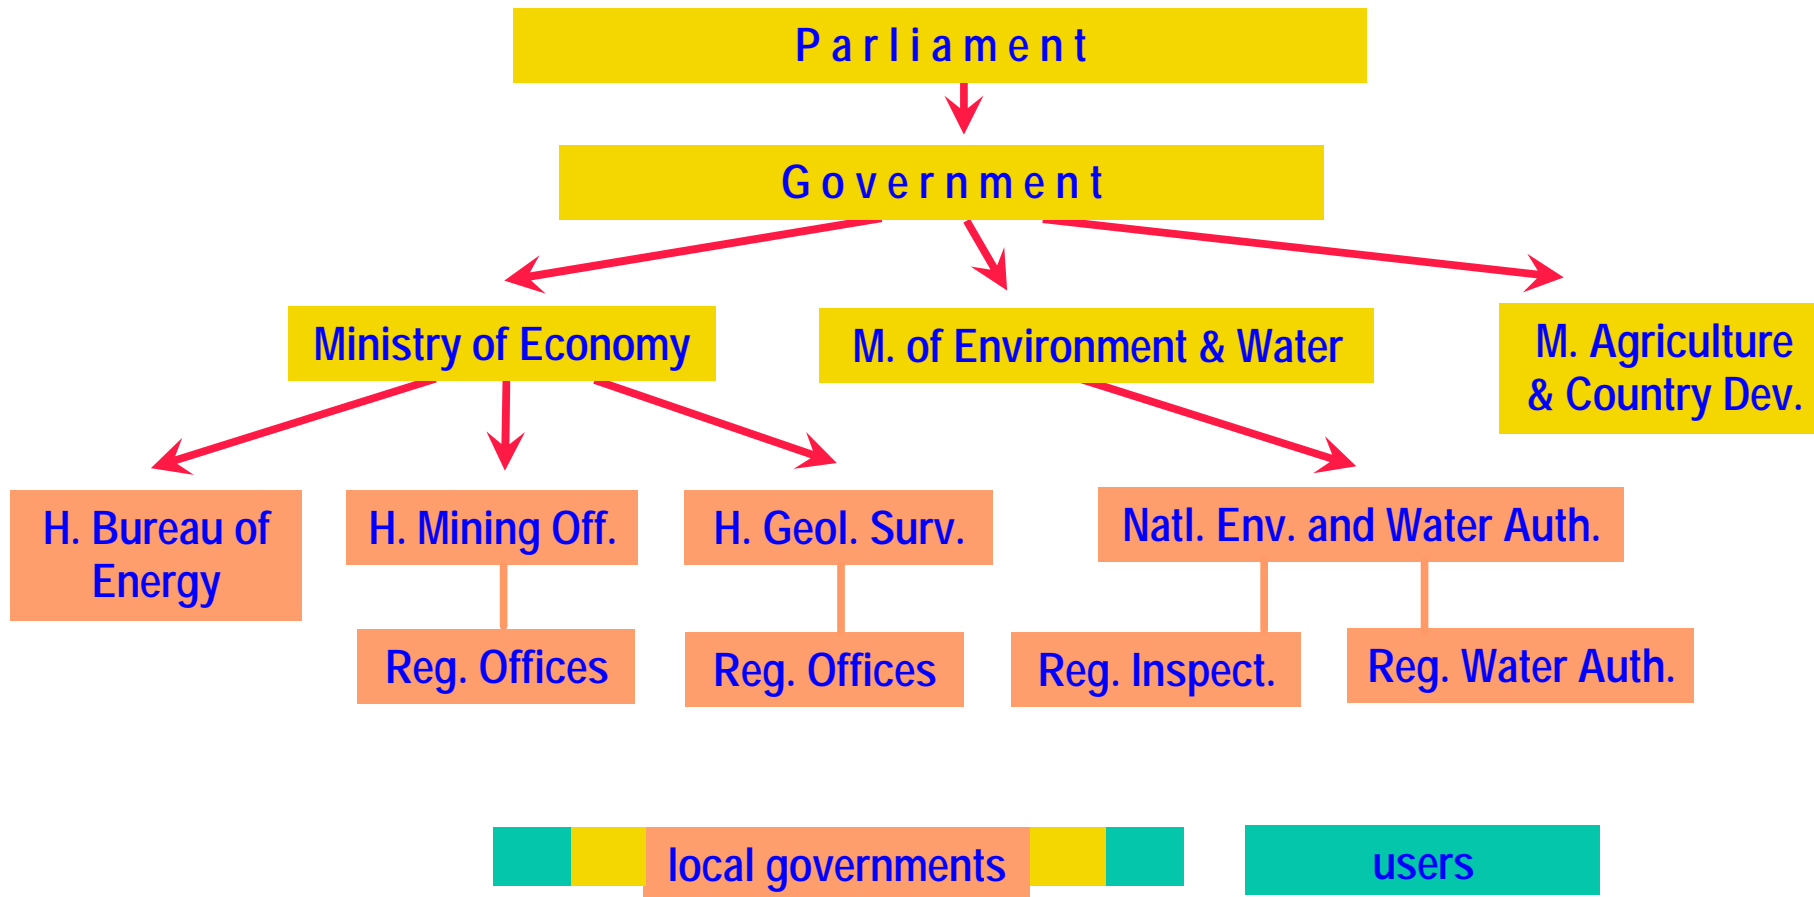 Parliament
Government
Ministry of Economy
M. of Environment & Water
M. Agriculture
& Country Dev.
H. Bureau of
Energy
H. Mining Off.
H. Geol. Surv.
Natl. Env. and Water Auth.
Reg. Offices
Reg. Offices
Reg. Inspect.
Reg. Water Auth.
local governments
users